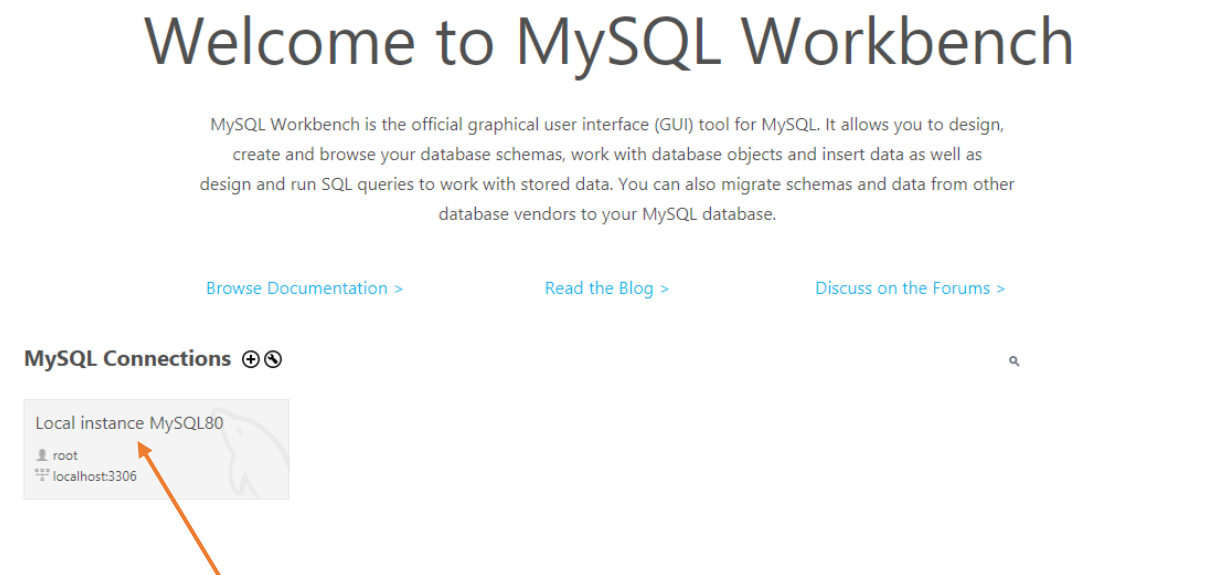 Welcome to MySQL Workbench
MySQL Workbench is the official graphical user interface (GUI) tool for MySQL. It allows you to design,
create and browse your database schemas, work with database objects and insert data as well as
design and run SQL queries to work with stored data. You can also migrate schemas and data from other
database vendors to your MySQL database.
Browse Documentation >
Read the Blog >
Discuss on the Forums >
MySQL Connections
Local instance MySQL80
root
localhost:3306